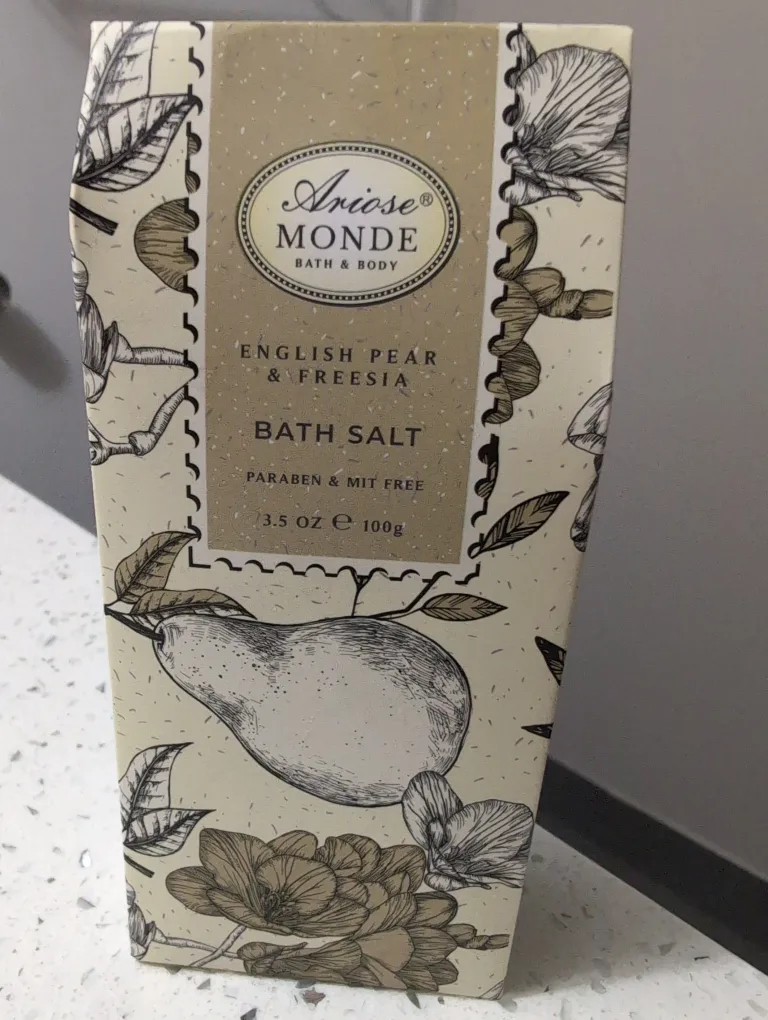 Ariose®
MONDE
BATH & BODY
ENGLISH PEAR
& FREESIA
BATH SALT
PARABEN & MIT FREE
3.5 OZ ℮ 100g